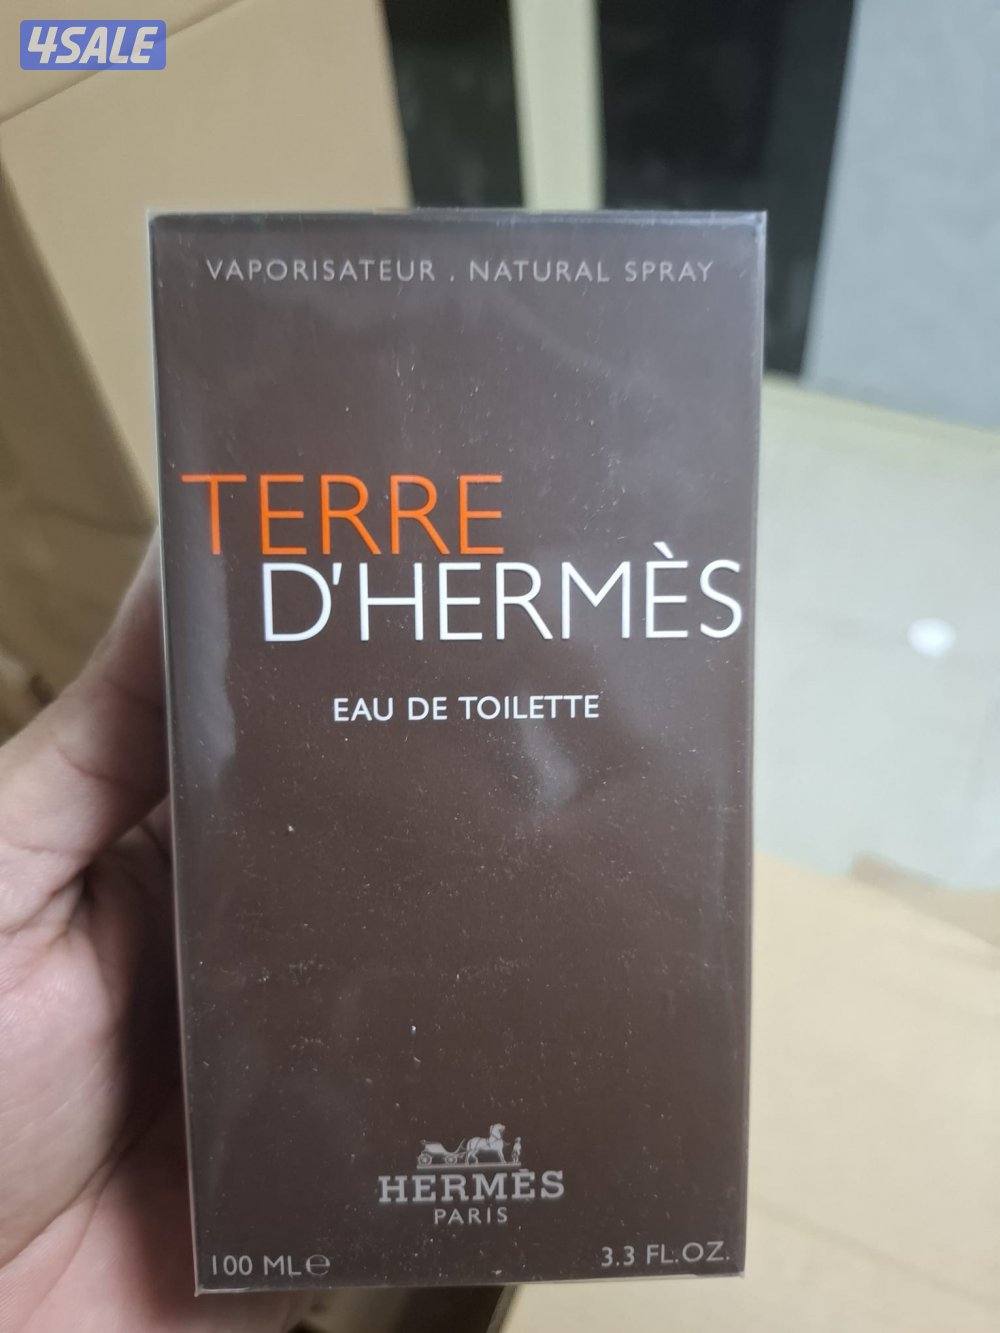 4SALE
VAPORISATEUR . NATURAL SPRAY
TERRE
D'HERMÈS
EAU DE TOILETTE
HERMÈS
PARIS
100 ML℮ 3.3 FL.OZ.